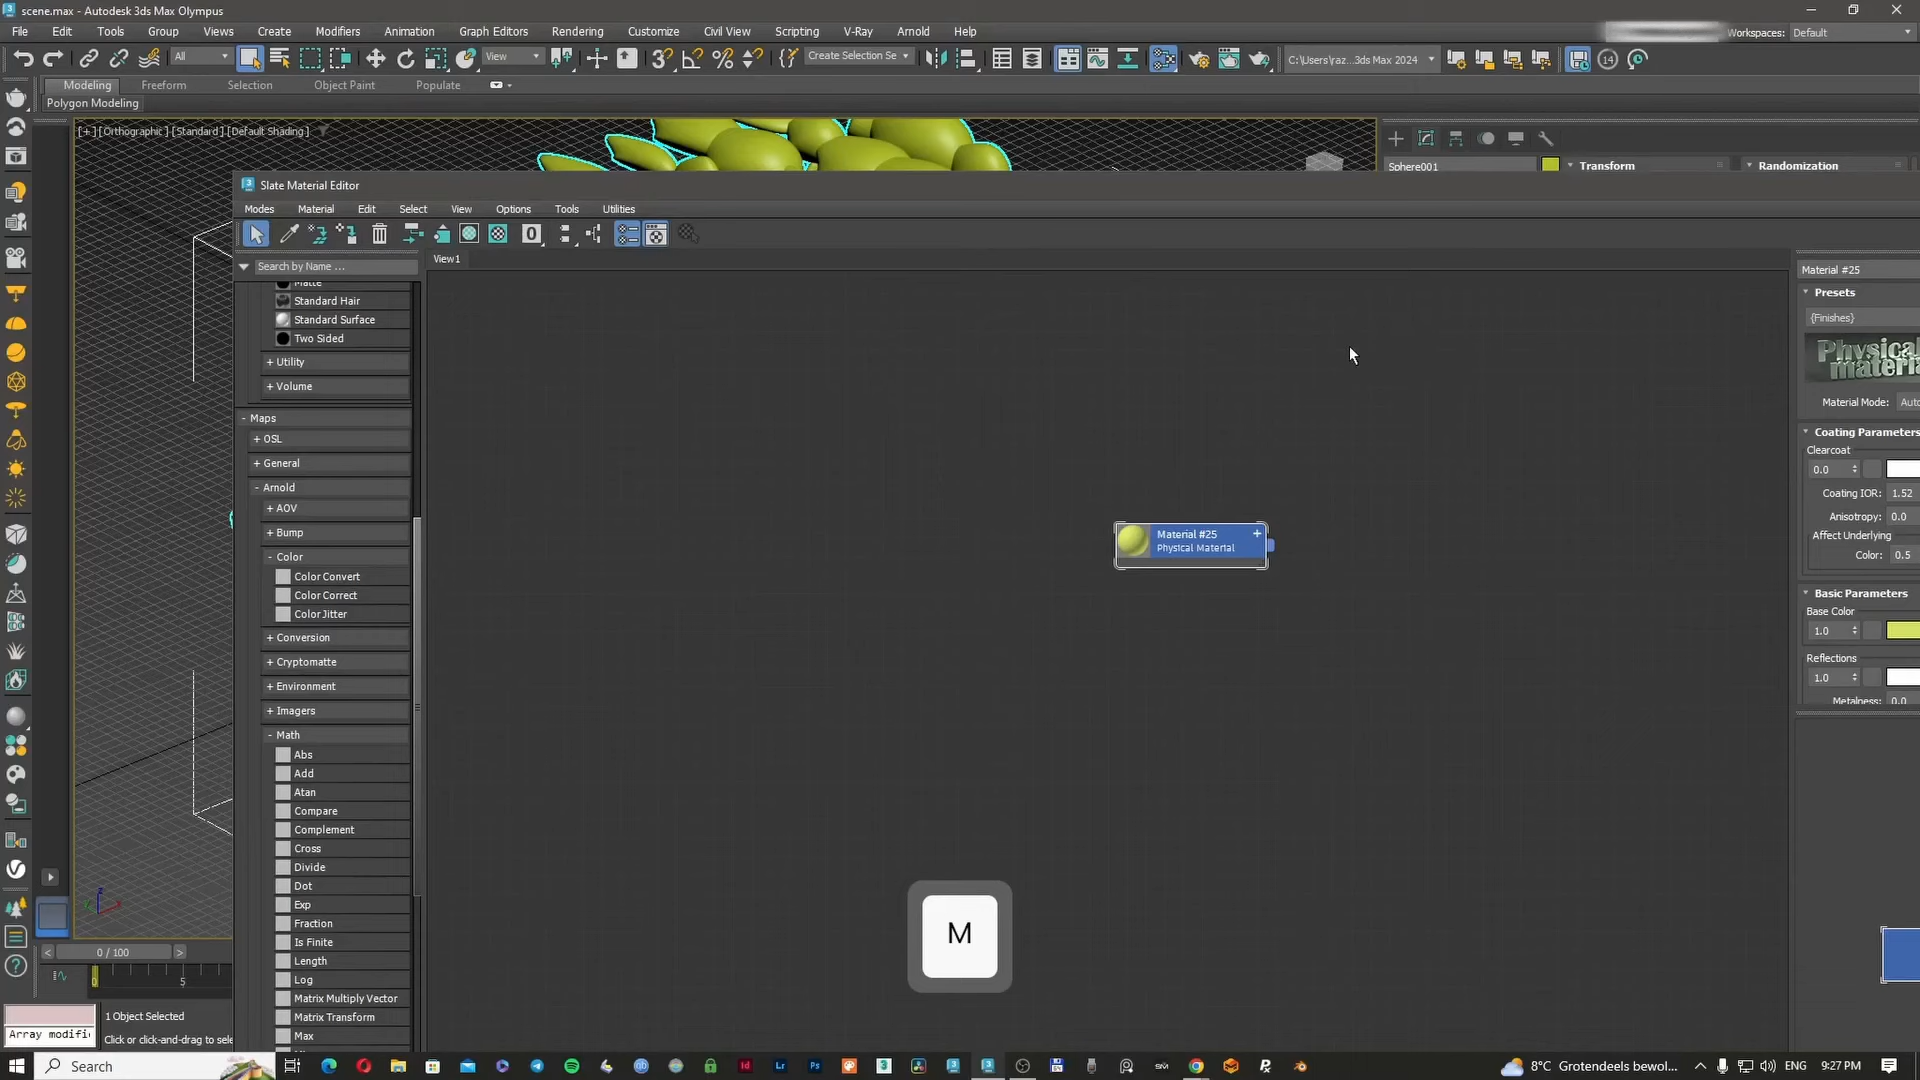 scene.max - Autodesk 3ds Max Olympus
File Edit Tools Group Views Create Modifiers Animation Graph Editors Rendering Customize Civil View Scripting V-Ray Arnold Help Workspaces: Default
All View Create Selection Se C:\Users\raz...3ds Max 2024
Modeling Freeform Selection Object Paint Populate
Polygon Modeling
[+] [Orthographic] [Standard] [Default Shading]
Sphere001 Transform Randomization
Slate Material Editor
Modes Material Edit Select View Options Tools Utilities
Search by Name ...
View1
Matte
Standard Hair
Standard Surface
Two Sided
+ Utility
+ Volume
- Maps
+ OSL
+ General
- Arnold
+ AOV
+ Bump
- Color
Color Convert
Color Correct
Color Jitter
+ Conversion
+ Cryptomatte
+ Environment
+ Imagers
- Math
Abs
Add
Atan
Compare
Complement
Cross
Divide
Dot
Exp
Fraction
Is Finite
Length
Log
Matrix Multiply Vector
Matrix Transform
Max
Material #25
Physical Material
M
Material #25
Presets
{Finishes}
Physical
Material Mode:
Coating Parameters
Clearcoat
0.0
Coating IOR: 1.52
Anisotropy: 0.0
Affect Underlying
Color: 0.5
Basic Parameters
Base Color
1.0
Reflections
1.0
Metalness: 0.0
< 0 / 100 >
0 5
1 Object Selected
Click or click-and-drag to sele
Array modifi
Search
8°C Grotendeels bewol... ENG 9:27 PM